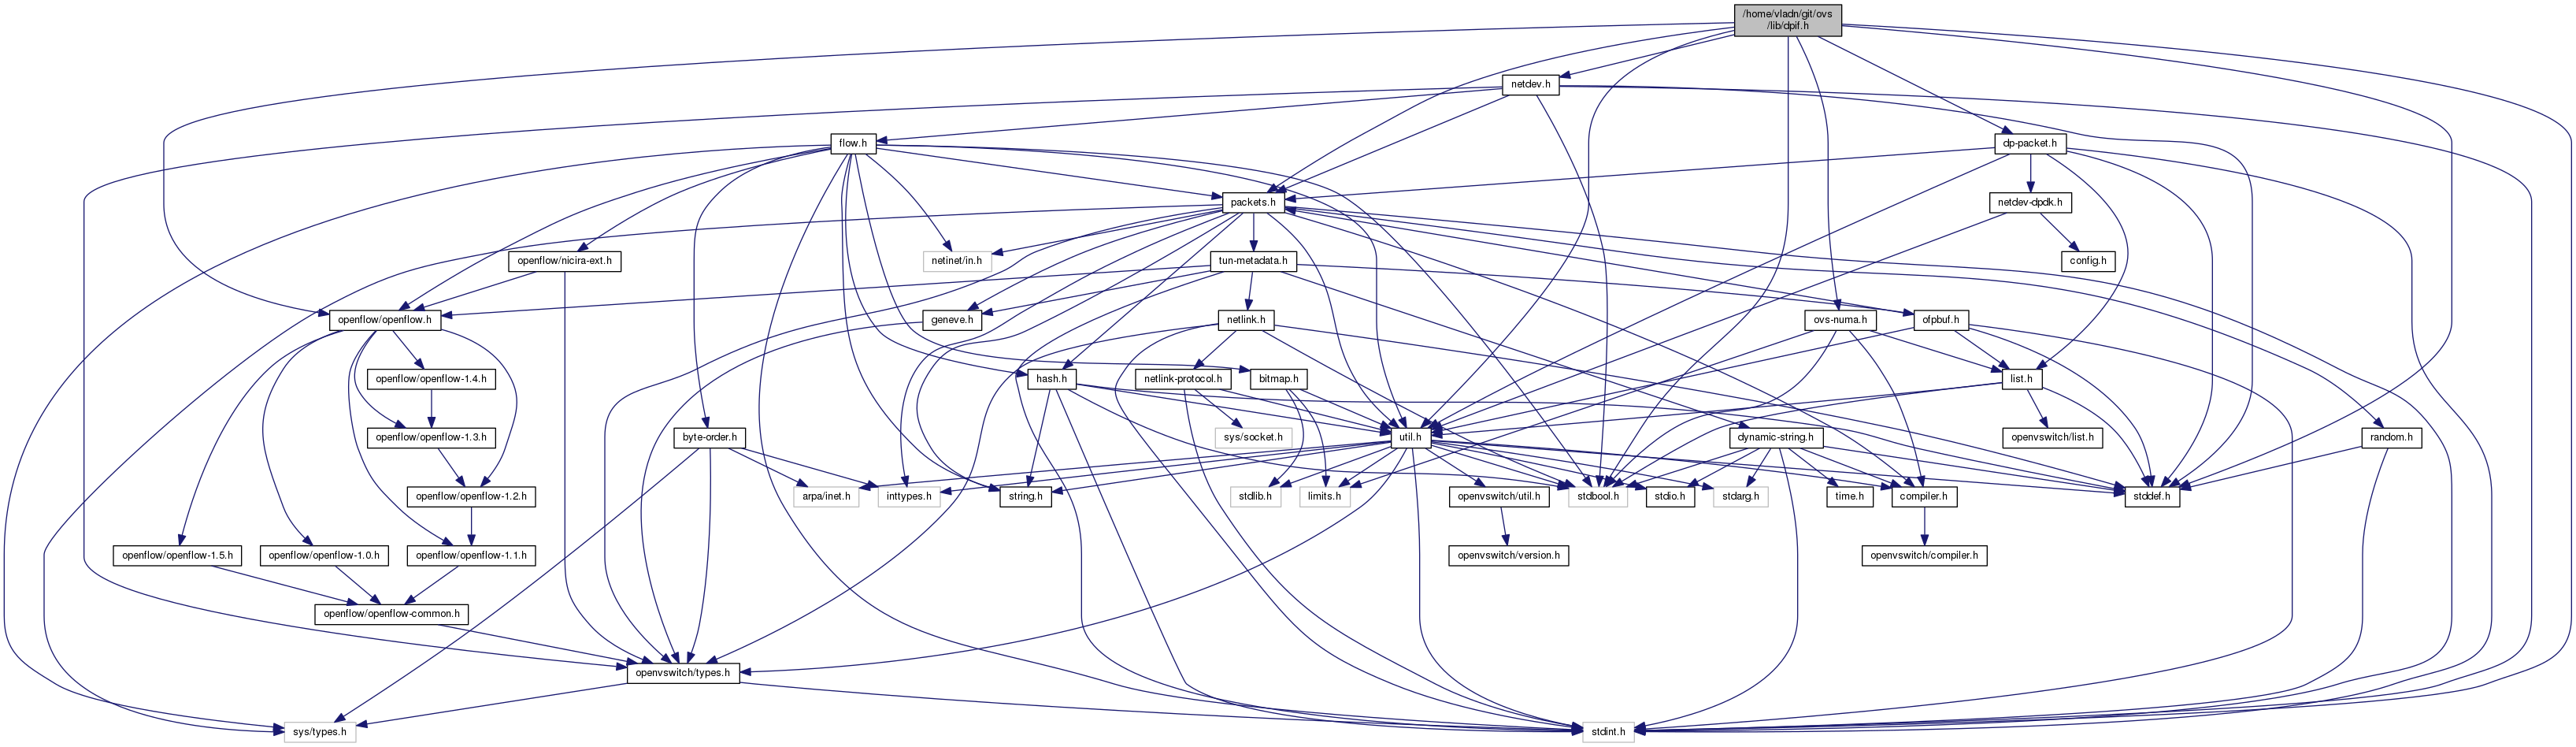 /home/vladn/git/ovs
/lib/dpif.h
netdev.h
flow.h
dp-packet.h
packets.h
netdev-dpdk.h
openflow/nicira-ext.h
netinet/in.h
tun-metadata.h
config.h
openflow/openflow.h
geneve.h
netlink.h
ovs-numa.h
ofpbuf.h
openflow/openflow-1.4.h
hash.h
netlink-protocol.h
bitmap.h
list.h
openflow/openflow-1.3.h
byte-order.h
sys/socket.h
util.h
dynamic-string.h
openvswitch/list.h
random.h
openflow/openflow-1.2.h
arpa/inet.h
inttypes.h
string.h
stdlib.h
limits.h
openvswitch/util.h
stdbool.h
stdio.h
stdarg.h
time.h
compiler.h
stddef.h
openflow/openflow-1.5.h
openflow/openflow-1.0.h
openflow/openflow-1.1.h
openvswitch/version.h
openvswitch/compiler.h
openflow/openflow-common.h
openvswitch/types.h
sys/types.h
stdint.h